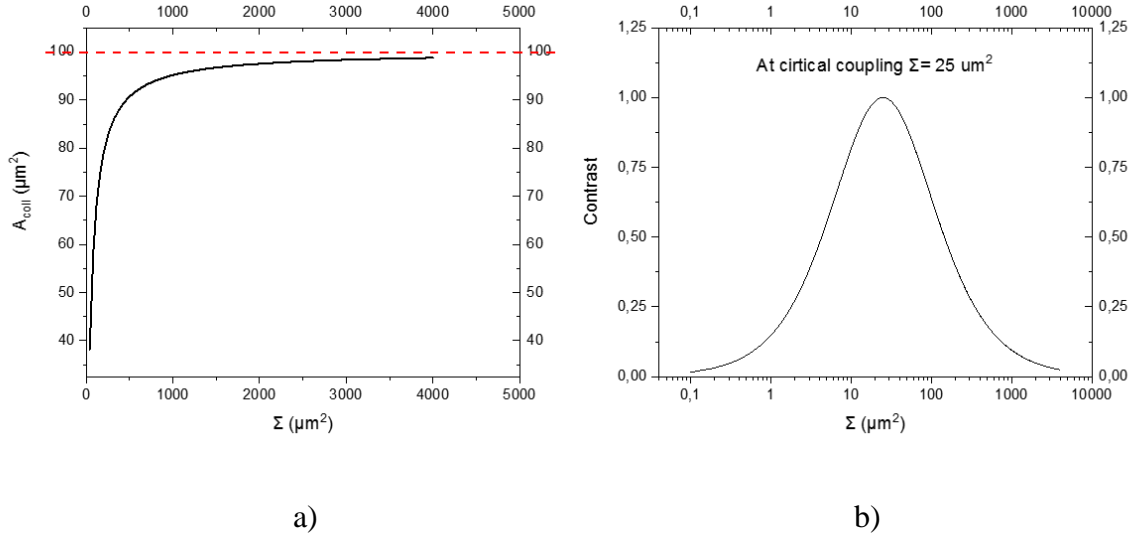 0 1000 2000 3000 4000 5000
100 100
90 90
80 80
70 70
60 60
50 50
40 40
A_coll (µm²)
0 1000 2000 3000 4000 5000
Σ (µm²)
a)
0,1 1 10 100 1000 10000
1,25 1,25
At cirtical coupling Σ= 25 um²
1,00 1,00
0,75 0,75
Contrast
0,50 0,50
0,25 0,25
0,00 0,00
0,1 1 10 100 1000 10000
Σ (µm²)
b)